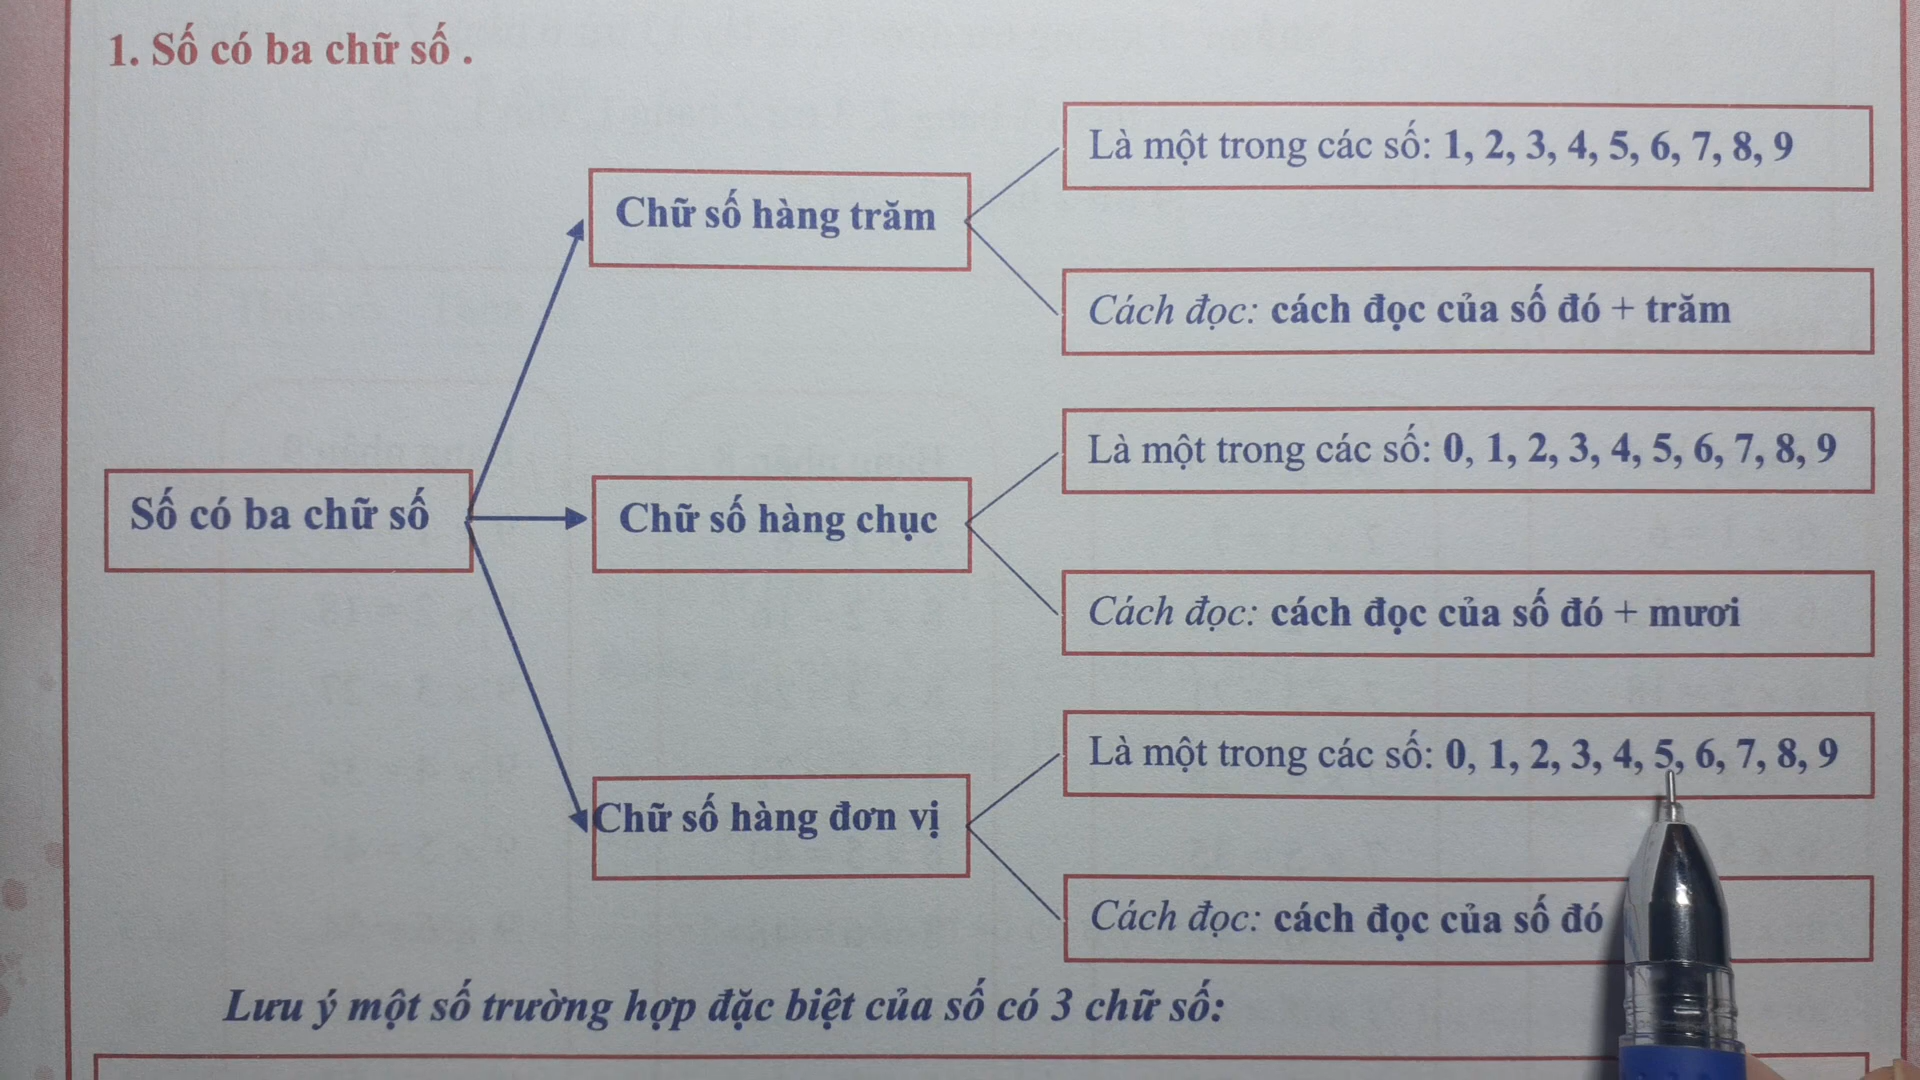 1. Số có ba chữ số .
Là một trong các số: 1, 2, 3, 4, 5, 6, 7, 8, 9
Chữ số hàng trăm
Cách đọc: cách đọc của số đó + trăm
Là một trong các số: 0, 1, 2, 3, 4, 5, 6, 7, 8, 9
Số có ba chữ số
Chữ số hàng chục
Cách đọc: cách đọc của số đó + mươi
Là một trong các số: 0, 1, 2, 3, 4, 5, 6, 7, 8, 9
Chữ số hàng đơn vị
Cách đọc: cách đọc của số đó
Lưu ý một số trường hợp đặc biệt của số có 3 chữ số: